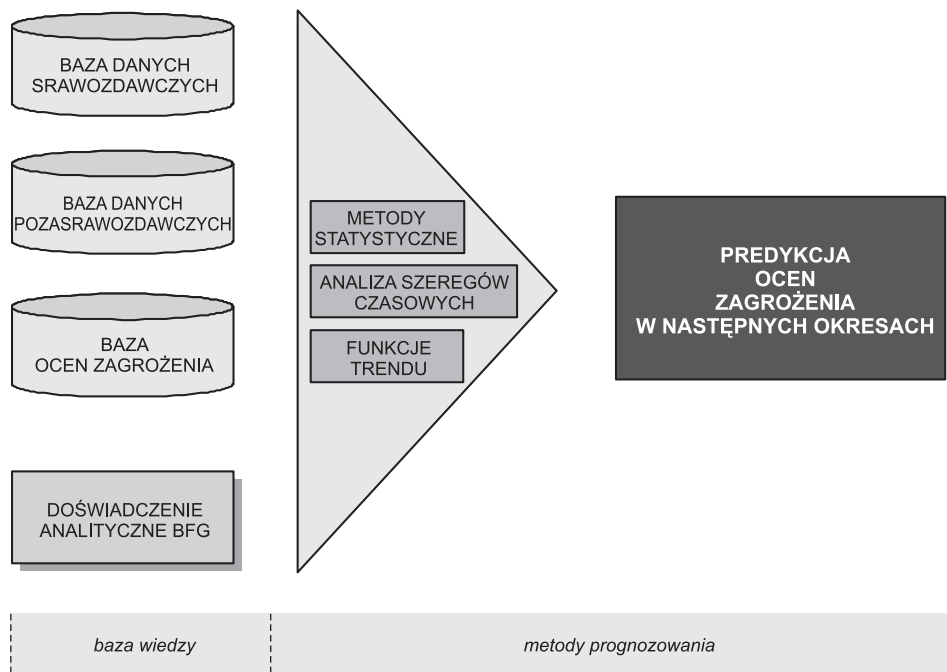 BAZA DANYCH
SRAWOZDAWCZYCH
BAZA DANYCH
POZASRAWOZDAWCZYCH
BAZA
OCEN ZAGROŻENIA
DOŚWIADCZENIE
ANALITYCZNE BFG
METODY
STATYSTYCZNE
ANALIZA SZEREGÓW
CZASOWYCH
FUNKCJE
TRENDU
PREDYKCJA
OCEN
ZAGROŻENIA
W NASTĘPNYCH OKRESACH
baza wiedzy
metody prognozowania